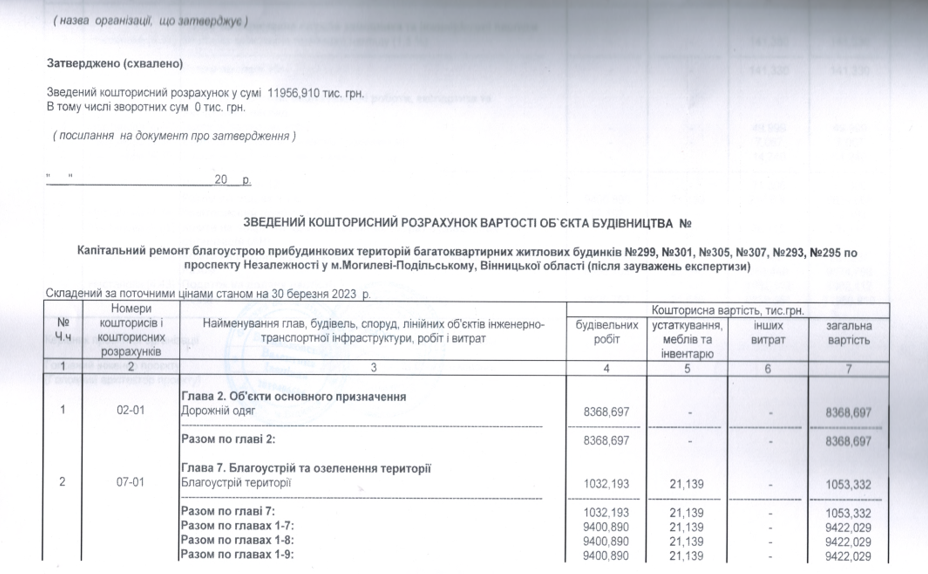 ( назва організації, що затверджує )
Затверджено (схвалено)
Зведений кошторисний розрахунок у сумі 11956,910 тис. грн.
В тому числі зворотних сум 0 тис. грн.
( посилання на документ про затвердження )
" " 20 р.
ЗВЕДЕНИЙ КОШТОРИСНИЙ РОЗРАХУНОК ВАРТОСТІ ОБ`ЄКТА БУДІВНИЦТВА №
Капітальний ремонт благоустрою прибудинкових територій багатоквартирних житлових будинків №299, №301, №305, №307, №293, №295 по
проспекту Незалежності у м.Могилеві-Подільському, Вінницької області (після зауважень експертизи)
Складений за поточними цінами станом на 30 березня 2023 р.
№ Ч.ч Номери кошторисів і кошторисних розрахунків Найменування глав, будівель, споруд, лінійних об'єктів інженерно-транспортної інфраструктури, робіт і витрат Кошторисна вартість, тис.грн.
будівельних робіт устаткування, меблів та інвентарю інших витрат загальна вартість
1 2 3 4 5 6 7
Глава 2. Об'єкти основного призначення
1 02-01 Дорожній одяг 8368,697 - - 8368,697
Разом по главі 2: 8368,697 - - 8368,697
Глава 7. Благоустрій та озеленення території
2 07-01 Благоустрій території 1032,193 21,139 - 1053,332
Разом по главі 7: 1032,193 21,139 - 1053,332
Разом по главах 1-7: 9400,890 21,139 - 9422,029
Разом по главах 1-8: 9400,890 21,139 - 9422,029
Разом по главах 1-9: 9400,890 21,139 - 9422,029